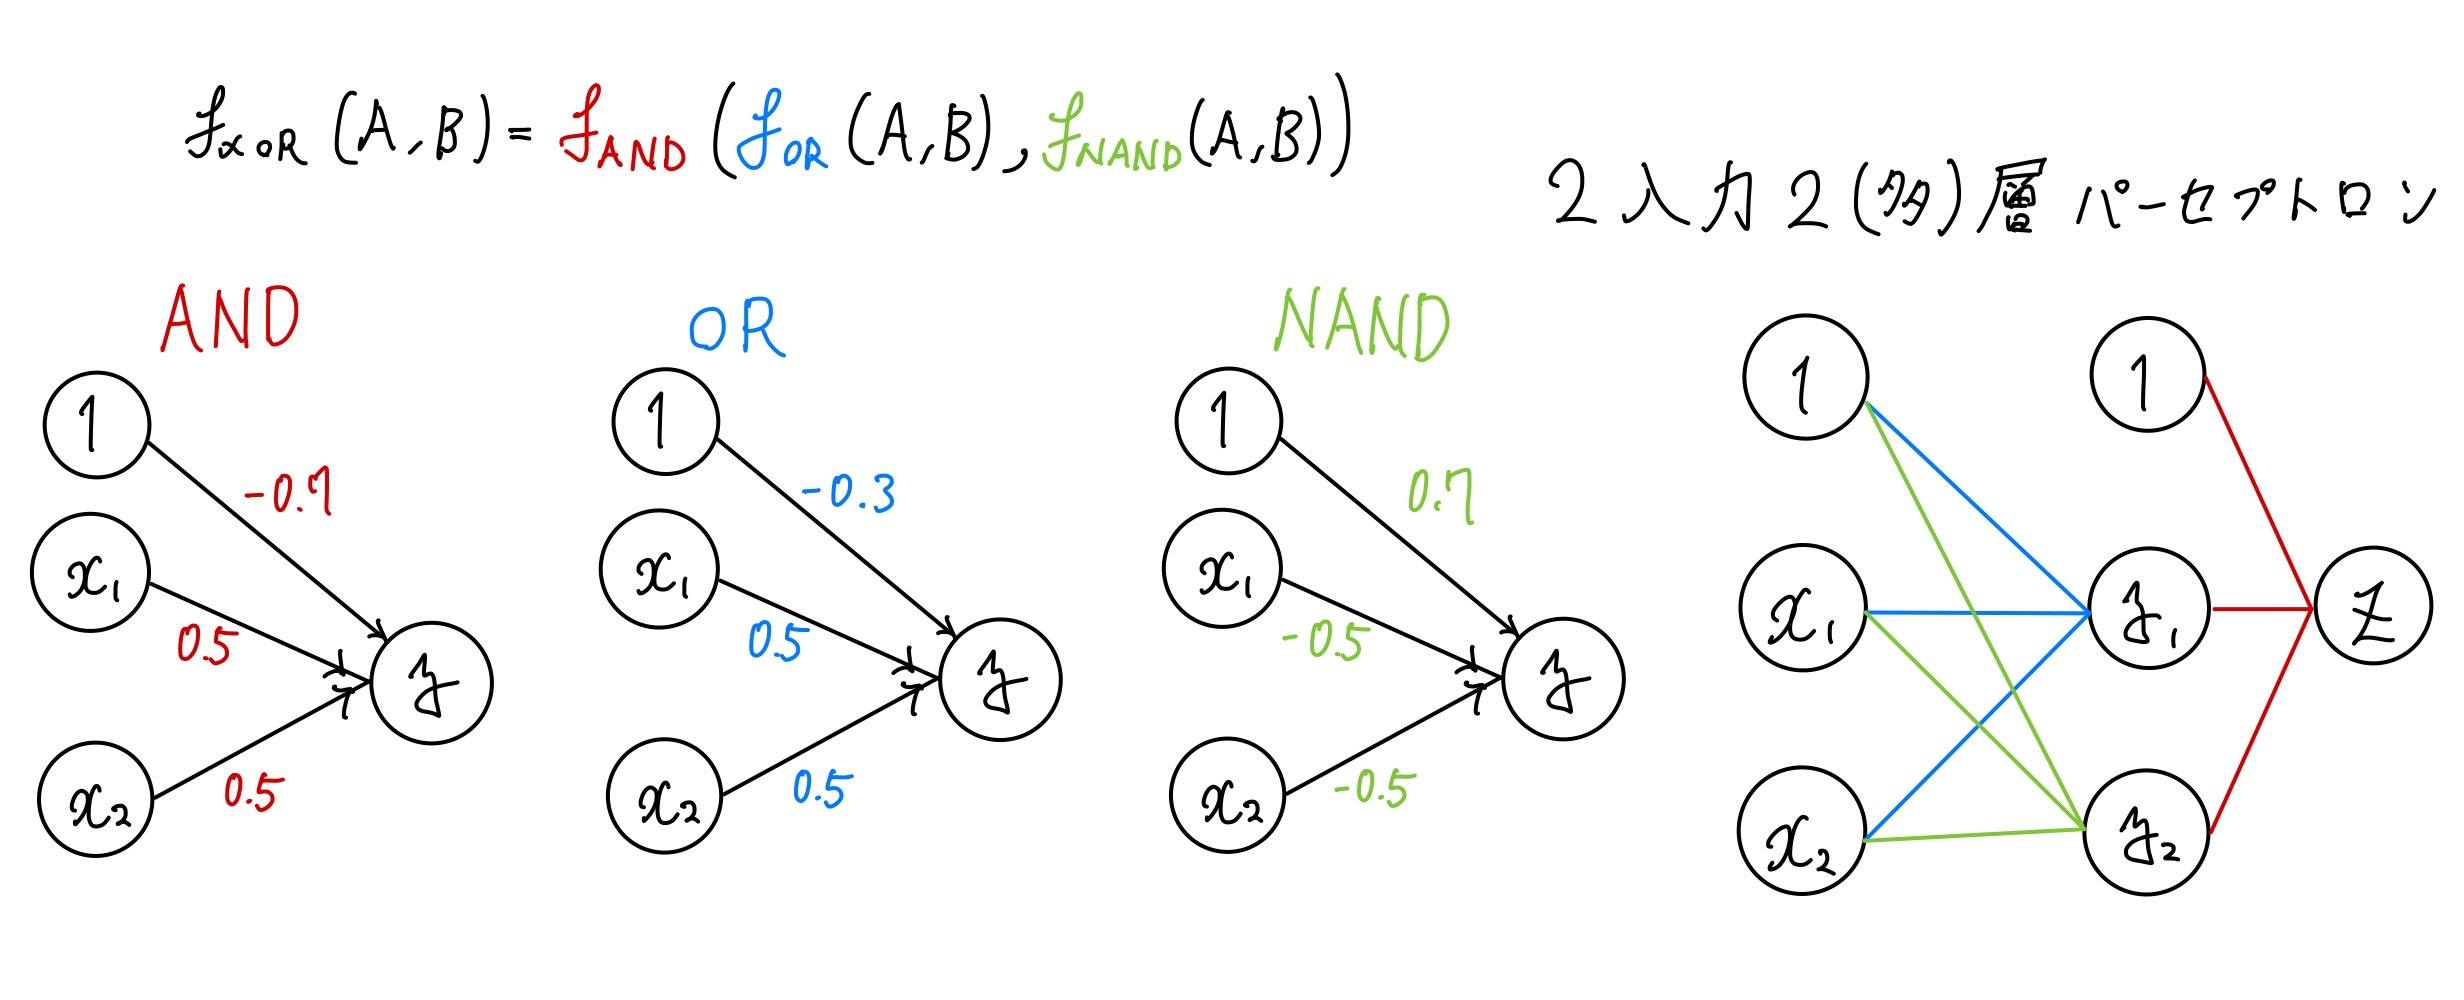 f_XOR (A, B) = f_AND (f_OR (A, B), f_NAND (A, B))
2入力2(多)層パーセプトロン
AND
1
-0.7
x₁
0.5
y
x₂
0.5
OR
1
-0.3
x₁
0.5
y
x₂
0.5
NAND
1
0.7
x₁
-0.5
y
x₂
-0.5
1 1
x₁ y₁ z
x₂ y₂